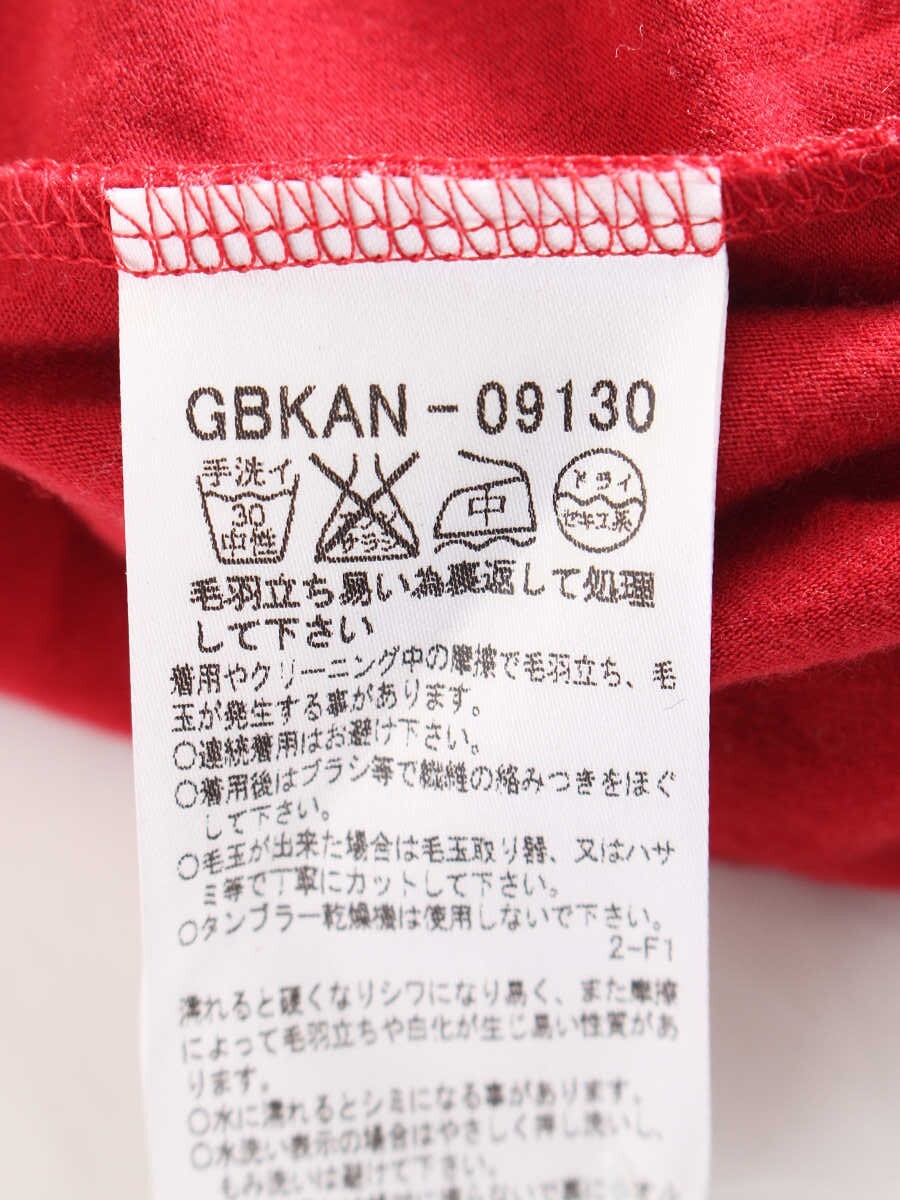 GBKAN-09130
手洗イ
30
中性
エンソ
サラシ
中
ドライ
セキユ系
毛羽立ち易い為裏返して処理
して下さい
着用やクリーニング中の摩擦で毛羽立ち、毛
玉が発生する事があります。
○連続着用はお避け下さい。
○着用後はブラシ等で繊維の絡みつきをほぐ
して下さい。
○毛玉が出来た場合は毛玉取り器、又はハサ
ミ等で丁寧にカットして下さい。
○タンブラー乾燥機は使用しないで下さい。
2-F1
濡れると硬くなりシワになり易く、また摩擦
によって毛羽立ちや白化が生じ易い性質があ
ります。
○水に濡れるとシミになる事があります。
○水洗い表示の場合はやさしく押し洗いし、
もみ洗いは避けて下さい。